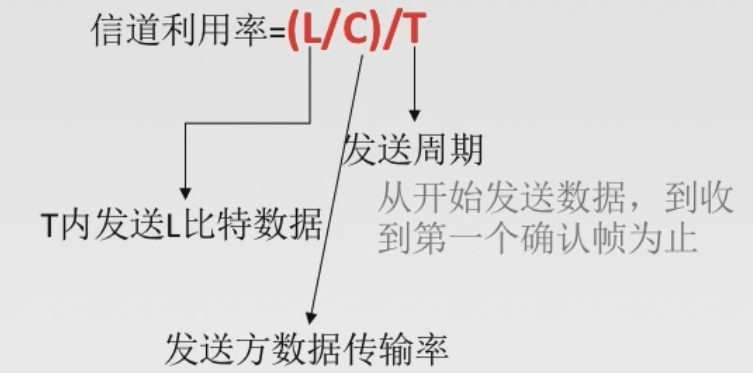 信道利用率=(L/C)/T
发送周期
从开始发送数据，到收
到第一个确认帧为止
T内发送L比特数据
发送方数据传输率